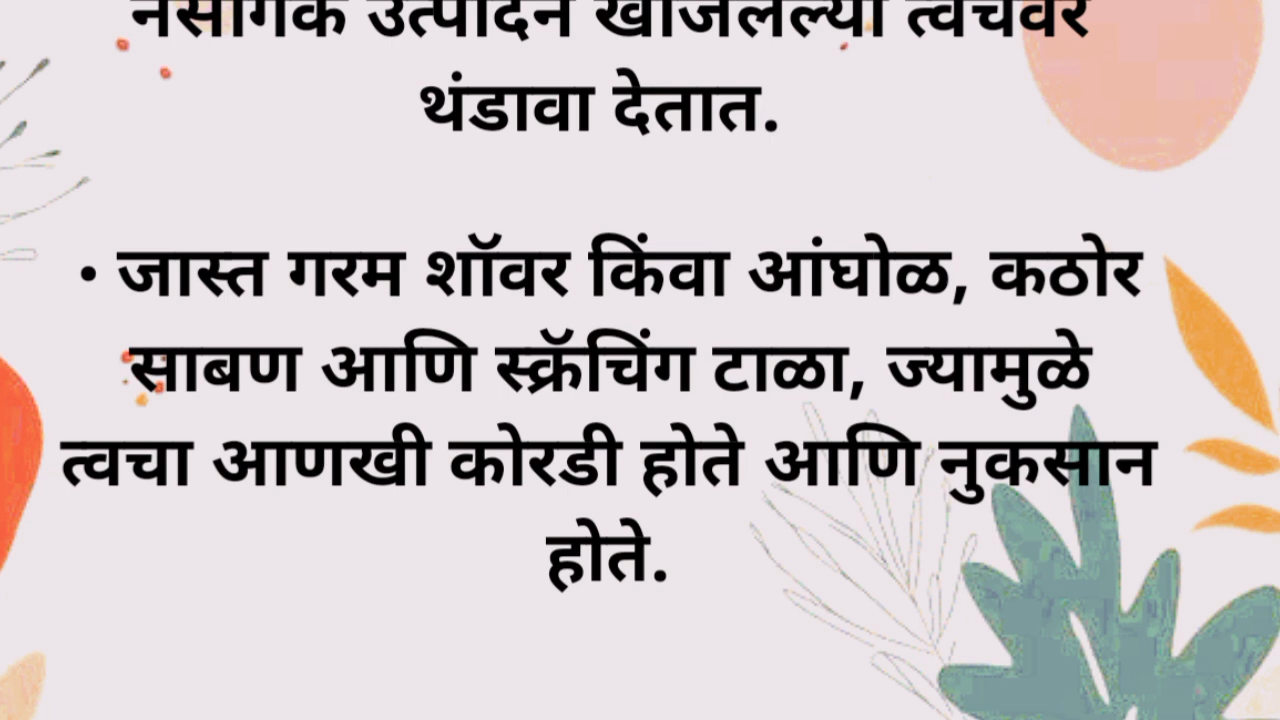 नैसर्गिक उत्पादने खाजलेल्या त्वचेवर
थंडावा देतात.
• जास्त गरम शॉवर किंवा आंघोळ, कठोर
साबण आणि स्क्रॅचिंग टाळा, ज्यामुळे
त्वचा आणखी कोरडी होते आणि नुकसान
होते.